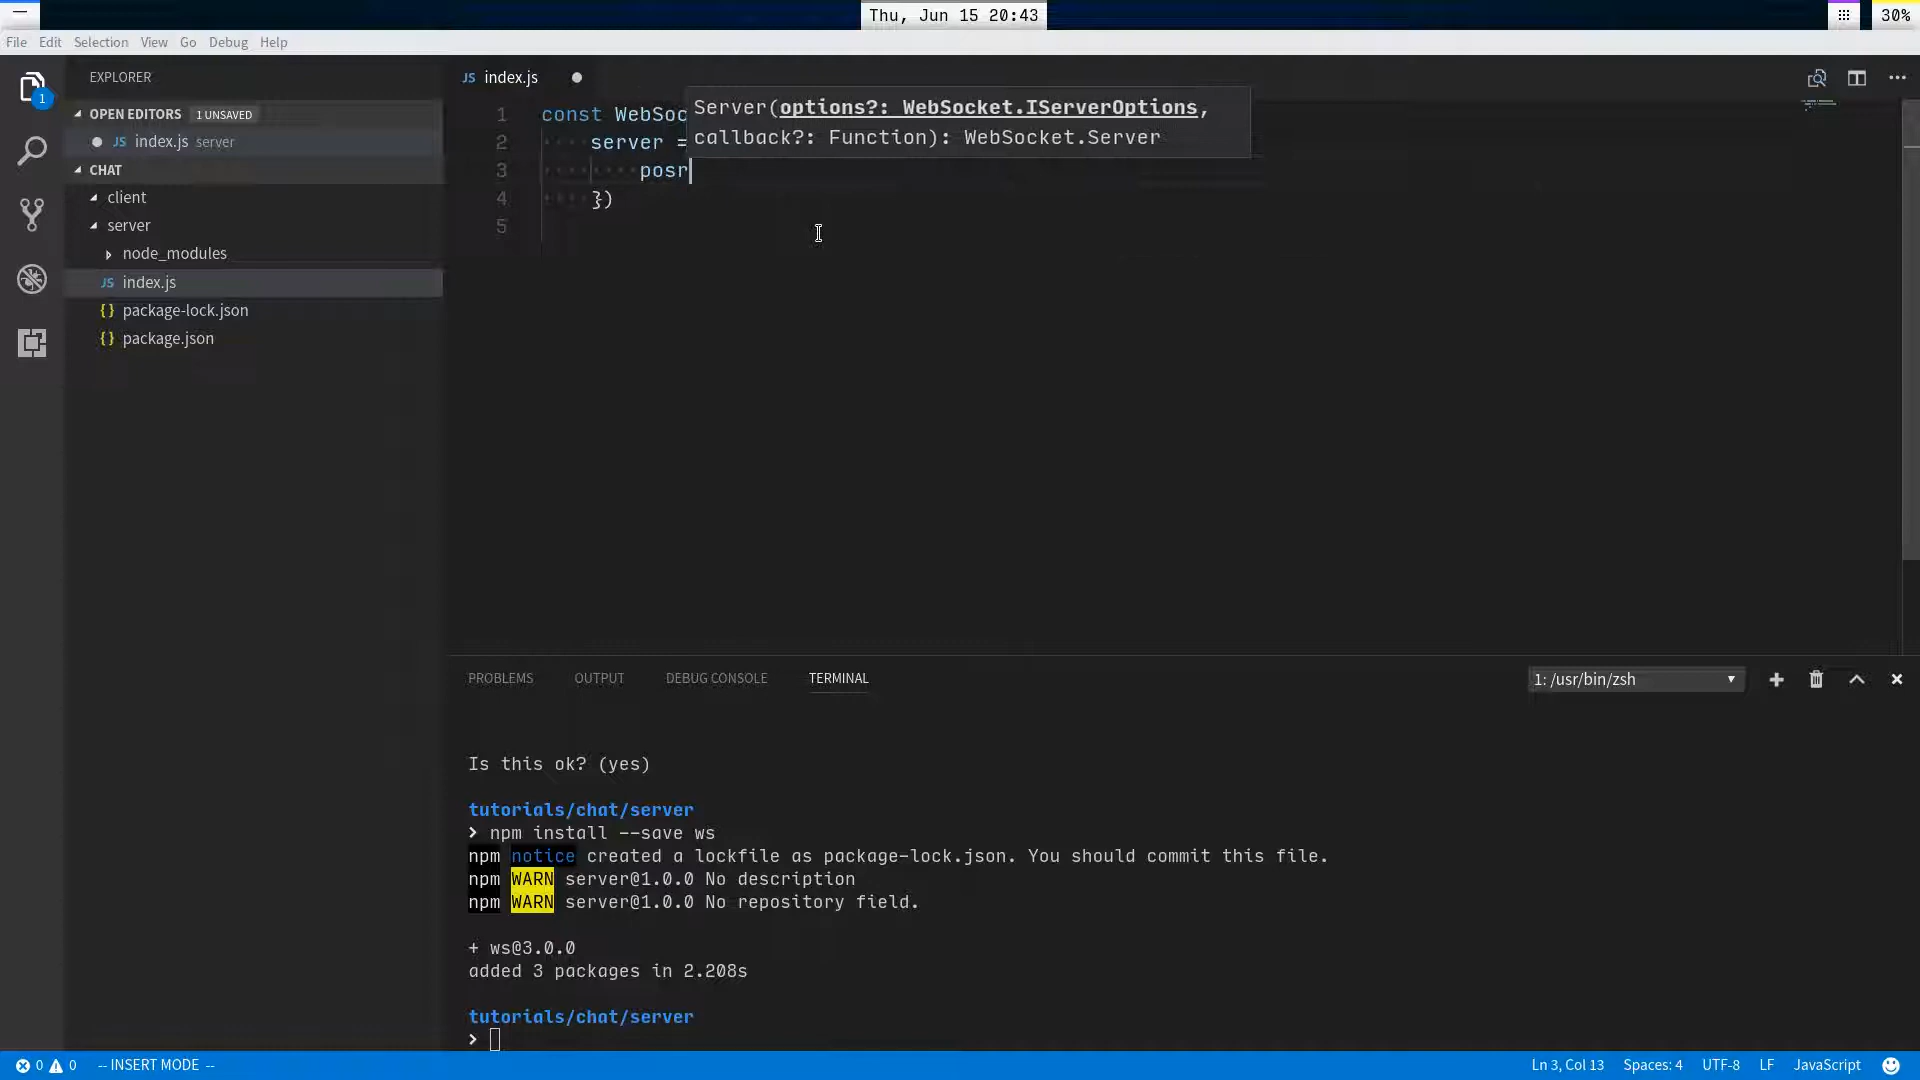 Thu, Jun 15 20:43
30%
File Edit Selection View Go Debug Help
EXPLORER
OPEN EDITORS 1 UNSAVED
JS index.js server
CHAT
client
server
node_modules
JS index.js
{} package-lock.json
{} package.json
1
JS index.js
1 const WebSoc
2 server =
3 posr
4 })
5
Server(options?: WebSocket.IServerOptions,
callback?: Function): WebSocket.Server
PROBLEMS OUTPUT DEBUG CONSOLE TERMINAL
1: /usr/bin/zsh
Is this ok? (yes)
tutorials/chat/server
> npm install --save ws
npm notice created a lockfile as package-lock.json. You should commit this file.
npm WARN server@1.0.0 No description
npm WARN server@1.0.0 No repository field.
+ ws@3.0.0
added 3 packages in 2.208s
tutorials/chat/server
>
0 0 -- INSERT MODE --
Ln 3, Col 13 Spaces: 4 UTF-8 LF JavaScript